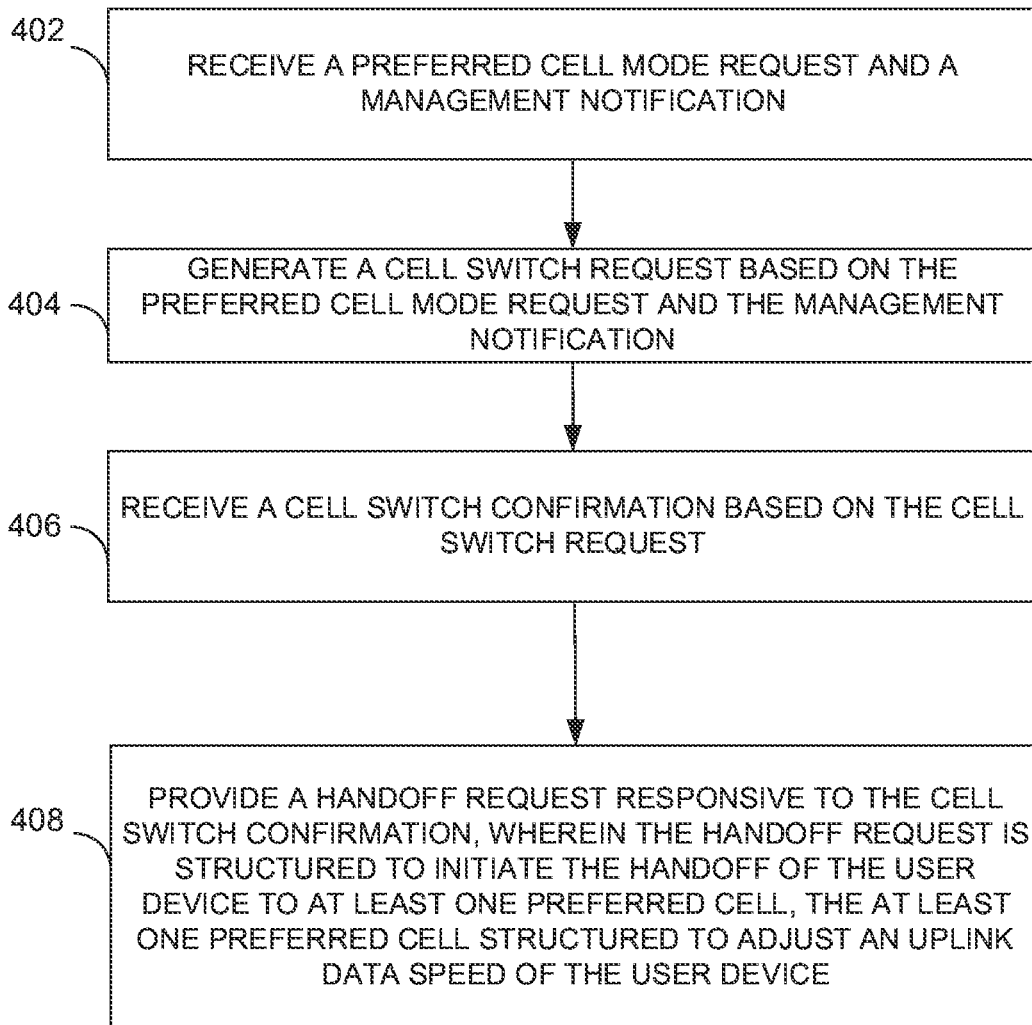 402
RECEIVE A PREFERRED CELL MODE REQUEST AND A
MANAGEMENT NOTIFICATION
404
GENERATE A CELL SWITCH REQUEST BASED ON THE
PREFERRED CELL MODE REQUEST AND THE MANAGEMENT
NOTIFICATION
406
RECEIVE A CELL SWITCH CONFIRMATION BASED ON THE CELL
SWITCH REQUEST
408
PROVIDE A HANDOFF REQUEST RESPONSIVE TO THE CELL
SWITCH CONFIRMATION, WHEREIN THE HANDOFF REQUEST IS
STRUCTURED TO INITIATE THE HANDOFF OF THE USER
DEVICE TO AT LEAST ONE PREFERRED CELL, THE AT LEAST
ONE PREFERRED CELL STRUCTURED TO ADJUST AN UPLINK
DATA SPEED OF THE USER DEVICE